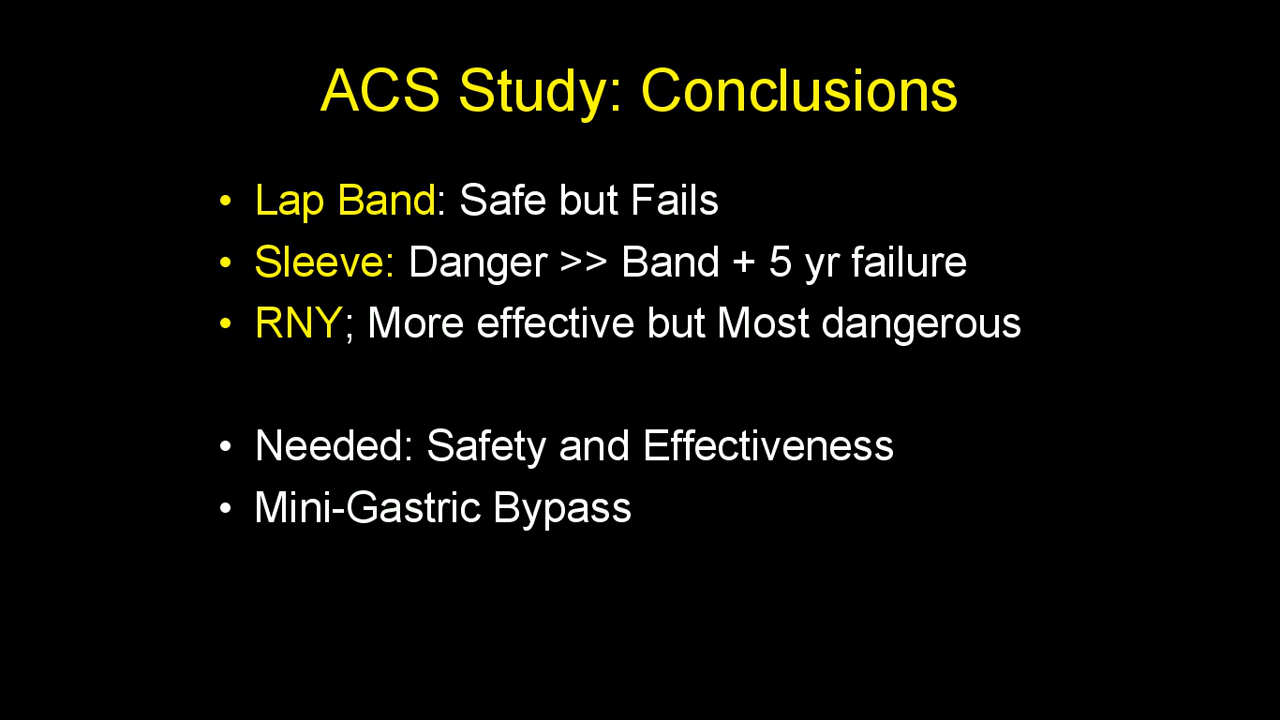 ACS Study: Conclusions
• Lap Band: Safe but Fails
• Sleeve: Danger >> Band + 5 yr failure
• RNY; More effective but Most dangerous
• Needed: Safety and Effectiveness
• Mini-Gastric Bypass